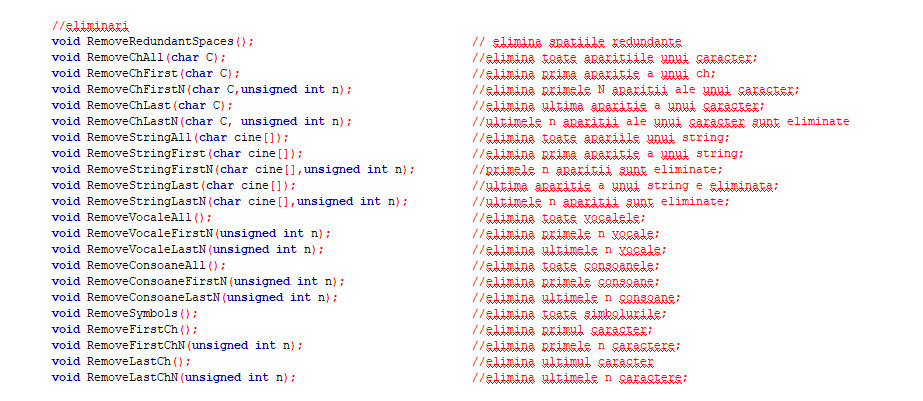 //eliminari
void RemoveRedundantSpaces(); // elimina spatiile redundante
void RemoveChAll(char C); //elimina toate aparitiile unui caracter;
void RemoveChFirst(char C); //elimina prima aparitie a unui ch;
void RemoveChFirstN(char C,unsigned int n); //elimina primele N aparitii ale unui caracter;
void RemoveChLast(char C); //elimina ultima aparitie a unui caracter;
void RemoveChLastN(char C, unsigned int n); //ultimele n aparitii ale unui caracter sunt eliminate
void RemoveStringAll(char cine[]); //elimina toate apariile unui string;
void RemoveStringFirst(char cine[]); //elimina prima aparitie a unui string;
void RemoveStringFirstN(char cine[],unsigned int n); //primele n aparitii sunt eliminate;
void RemoveStringLast(char cine[]); //ultima aparitie a unui string e eliminata;
void RemoveStringLastN(char cine[],unsigned int n); //ultimele n aparitii sunt eliminate;
void RemoveVocaleAll(); //elimina toate vocalele;
void RemoveVocaleFirstN(unsigned int n); //elimina primele n vocale;
void RemoveVocaleLastN(unsigned int n); //elimina ultimele n vocale;
void RemoveConsoaneAll(); //elimina toate consoanele;
void RemoveConsoaneFirstN(unsigned int n); //elimina primele consoane;
void RemoveConsoaneLastN(unsigned int n); //elimina ultimele n consoane;
void RemoveSymbols(); //elimina toate simbolurile;
void RemoveFirstCh(); //elimina primul caracter;
void RemoveFirstChN(unsigned int n); //elimina primele n caractere;
void RemoveLastCh(); //elimina ultimul caracter
void RemoveLastChN(unsigned int n); //elimina ultimele n caractere;